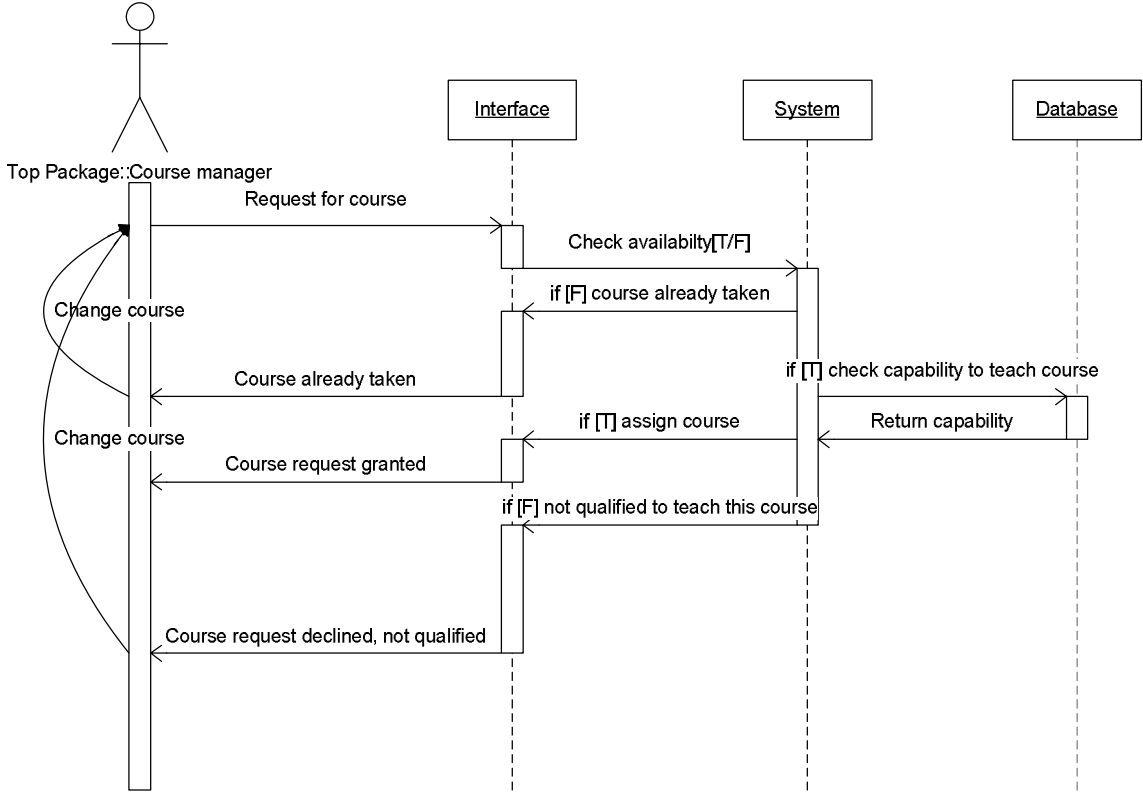 Interface
System
Database
Top Package::Course manager
Request for course
Check availabilty[T/F]
if [F] course already taken
Change course
if [T] check capability to teach course
Course already taken
if [T] assign course
Return capability
Change course
Course request granted
if [F] not qualified to teach this course
Course request declined, not qualified